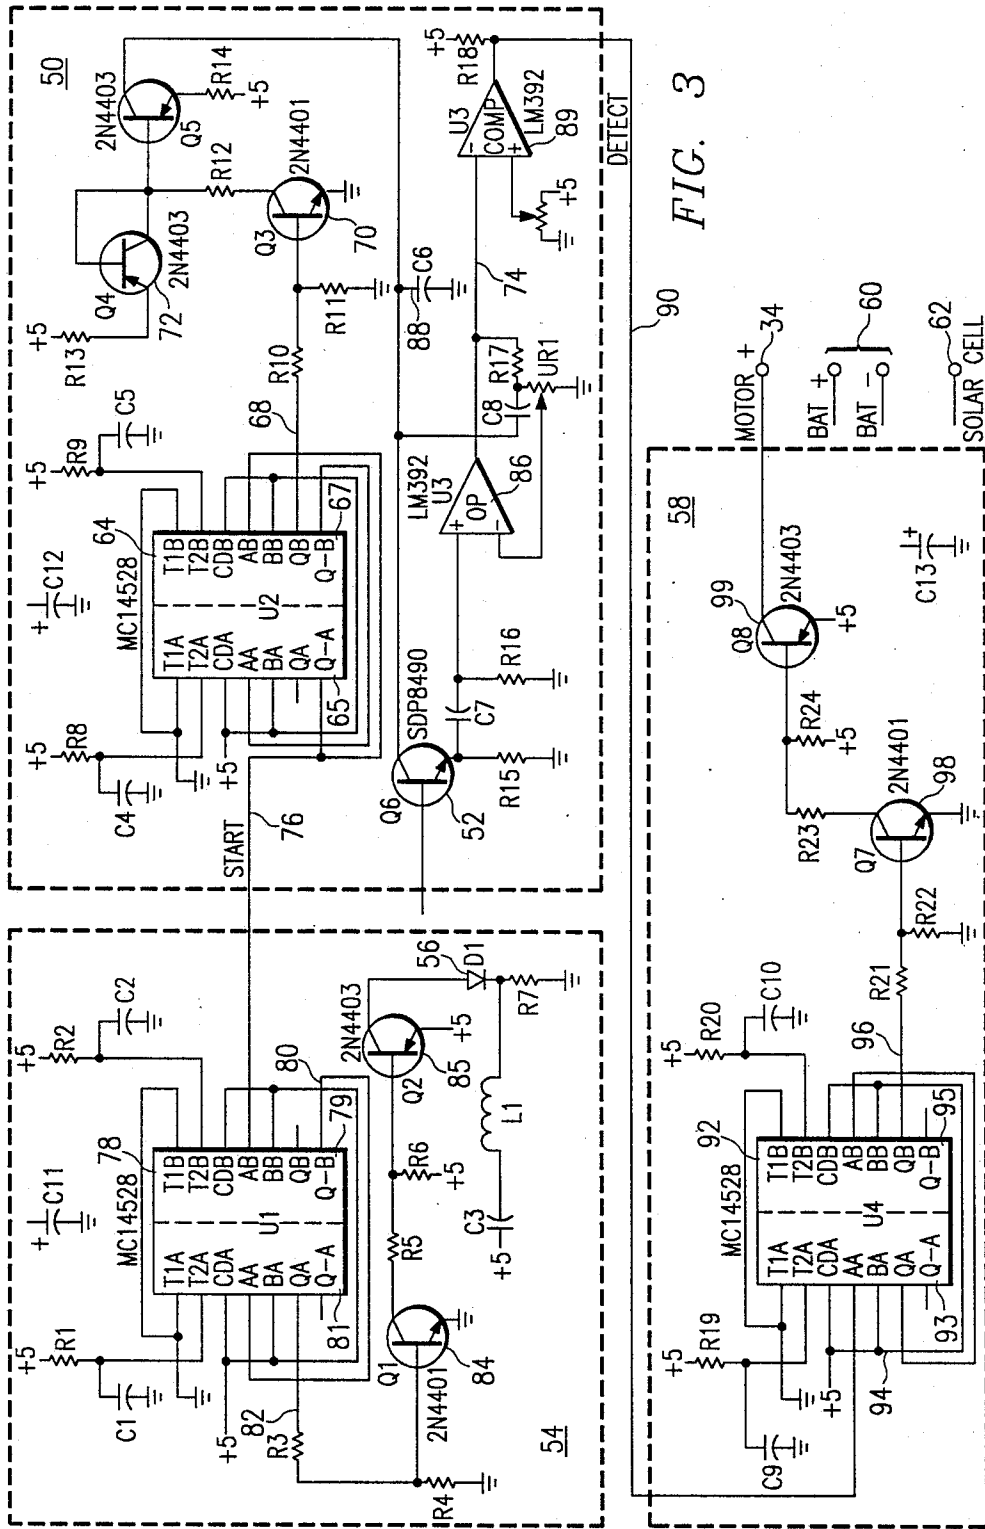 50
+5
R13
Q4
72
2N4403
2N4403
Q5
R14
+5
R12
2N4401
Q3
70
R10
R11
68
88
C6
+5
R9
C5
+ C12
MC14528
64
T1A
T2A
CDA
AA
BA
QA
Q-A
T1B
T2B
CDB
AB
BB
QB
Q-B
U2
65
67
+5
R8
C4
+5
START
76
Q6
SDP8490
52
R15
C7
R16
LM392
U3
+
-
OP
86
C8
R17
UR1
74
U3
-
COMP
+
LM392
89
+5
+5
R18
DETECT
90
FIG. 3
54
+5
R1
C1
+ C11
MC14528
78
T1A
T2A
CDA
AA
BA
QA
Q-A
T1B
T2B
CDB
AB
BB
QB
Q-B
U1
81
79
80
+5
R2
C2
+5
82
R3
R4
Q1
2N4401
84
R5
R6
+5
Q2
2N4403
85
+5
56
D1
R7
L1
C3
+5
58
+5
R19
C9
MC14528
92
T1A
T2A
CDA
AA
BA
QA
Q-A
T1B
T2B
CDB
AB
BB
QB
Q-B
U4
93
95
94
+5
+5
R20
C10
96
R21
R22
Q7
2N4401
98
R23
R24
+5
Q8
99
2N4403
+5
C13 +
MOTOR +
34
BAT +
BAT -
60
SOLAR CELL
62